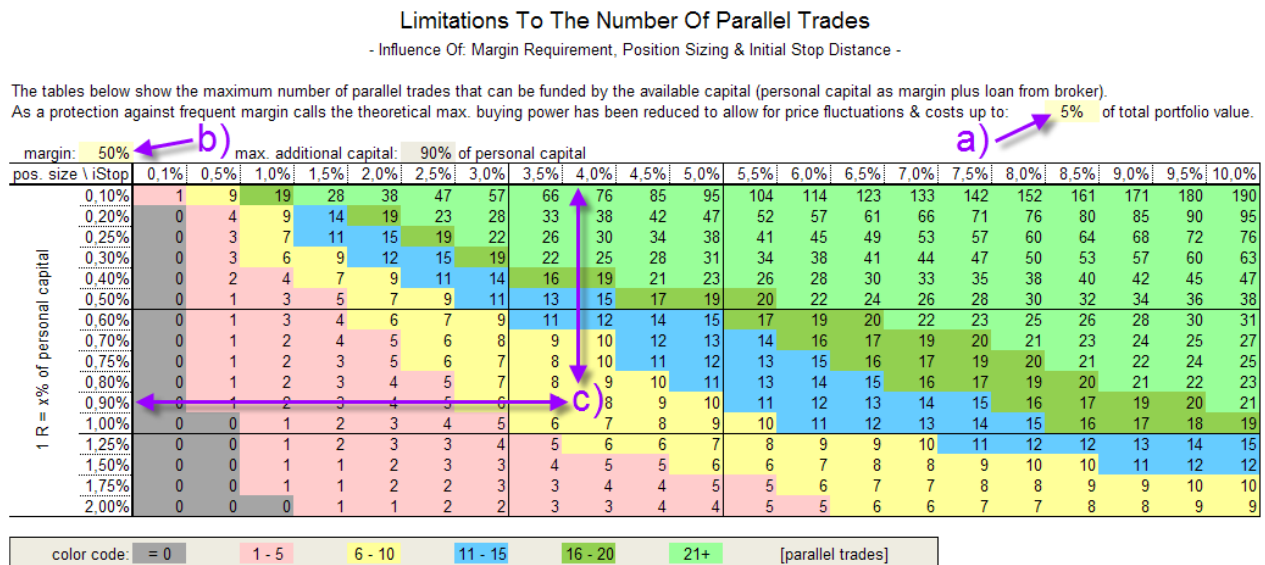 Limitations To The Number Of Parallel Trades
- Influence Of: Margin Requirement, Position Sizing & Initial Stop Distance -
The tables below show the maximum number of parallel trades that can be funded by the available capital (personal capital as margin plus loan from broker).
As a protection against frequent margin calls the theoretical max. buying power has been reduced to allow for price fluctuations & costs up to: 5% of total portfolio value.
a)
margin: 50% b) max. additional capital: 90% of personal capital
pos. size \ iStop 0,1% 0,5% 1,0% 1,5% 2,0% 2,5% 3,0% 3,5% 4,0% 4,5% 5,0% 5,5% 6,0% 6,5% 7,0% 7,5% 8,0% 8,5% 9,0% 9,5% 10,0%
1 R = x% of personal capital
0,10% 1 9 19 28 38 47 57 66 76 85 95 104 114 123 133 142 152 161 171 180 190
0,20% 0 4 9 14 19 23 28 33 38 42 47 52 57 61 66 71 76 80 85 90 95
0,25% 0 3 7 11 15 19 22 26 30 34 38 41 45 49 53 57 60 64 68 72 76
0,30% 0 3 6 9 12 15 19 22 25 28 31 34 38 41 44 47 50 53 57 60 63
0,40% 0 2 4 7 9 11 14 16 19 21 23 26 28 30 33 35 38 40 42 45 47
0,50% 0 1 3 5 7 9 11 13 15 17 19 20 22 24 26 28 30 32 34 36 38
0,60% 0 1 3 4 6 7 9 11 12 14 15 17 19 20 22 23 25 26 28 30 31
0,70% 0 1 2 4 5 6 8 9 10 12 13 14 16 17 19 20 21 23 24 25 27
0,75% 0 1 2 3 5 6 7 8 10 11 12 13 15 16 17 19 20 21 22 24 25
0,80% 0 1 2 3 4 5 7 8 9 10 11 13 14 15 16 17 19 20 21 22 23
0,90% 0 1 2 3 4 5 6 c) 8 9 10 11 12 13 14 15 16 17 19 20 21
1,00% 0 0 1 2 3 4 5 6 7 8 9 10 11 12 13 14 15 16 17 18 19
1,25% 0 0 1 2 3 3 4 5 6 6 7 8 9 9 10 11 12 12 13 14 15
1,50% 0 0 1 1 2 3 3 4 5 5 6 6 7 8 8 9 10 10 11 12 12
1,75% 0 0 1 1 2 2 3 3 4 4 5 5 6 7 7 8 8 9 9 10 10
2,00% 0 0 0 1 1 2 2 3 3 4 4 5 5 6 6 7 7 8 8 9 9
color code: = 0 1 - 5 6 - 10 11 - 15 16 - 20 21+ [parallel trades]